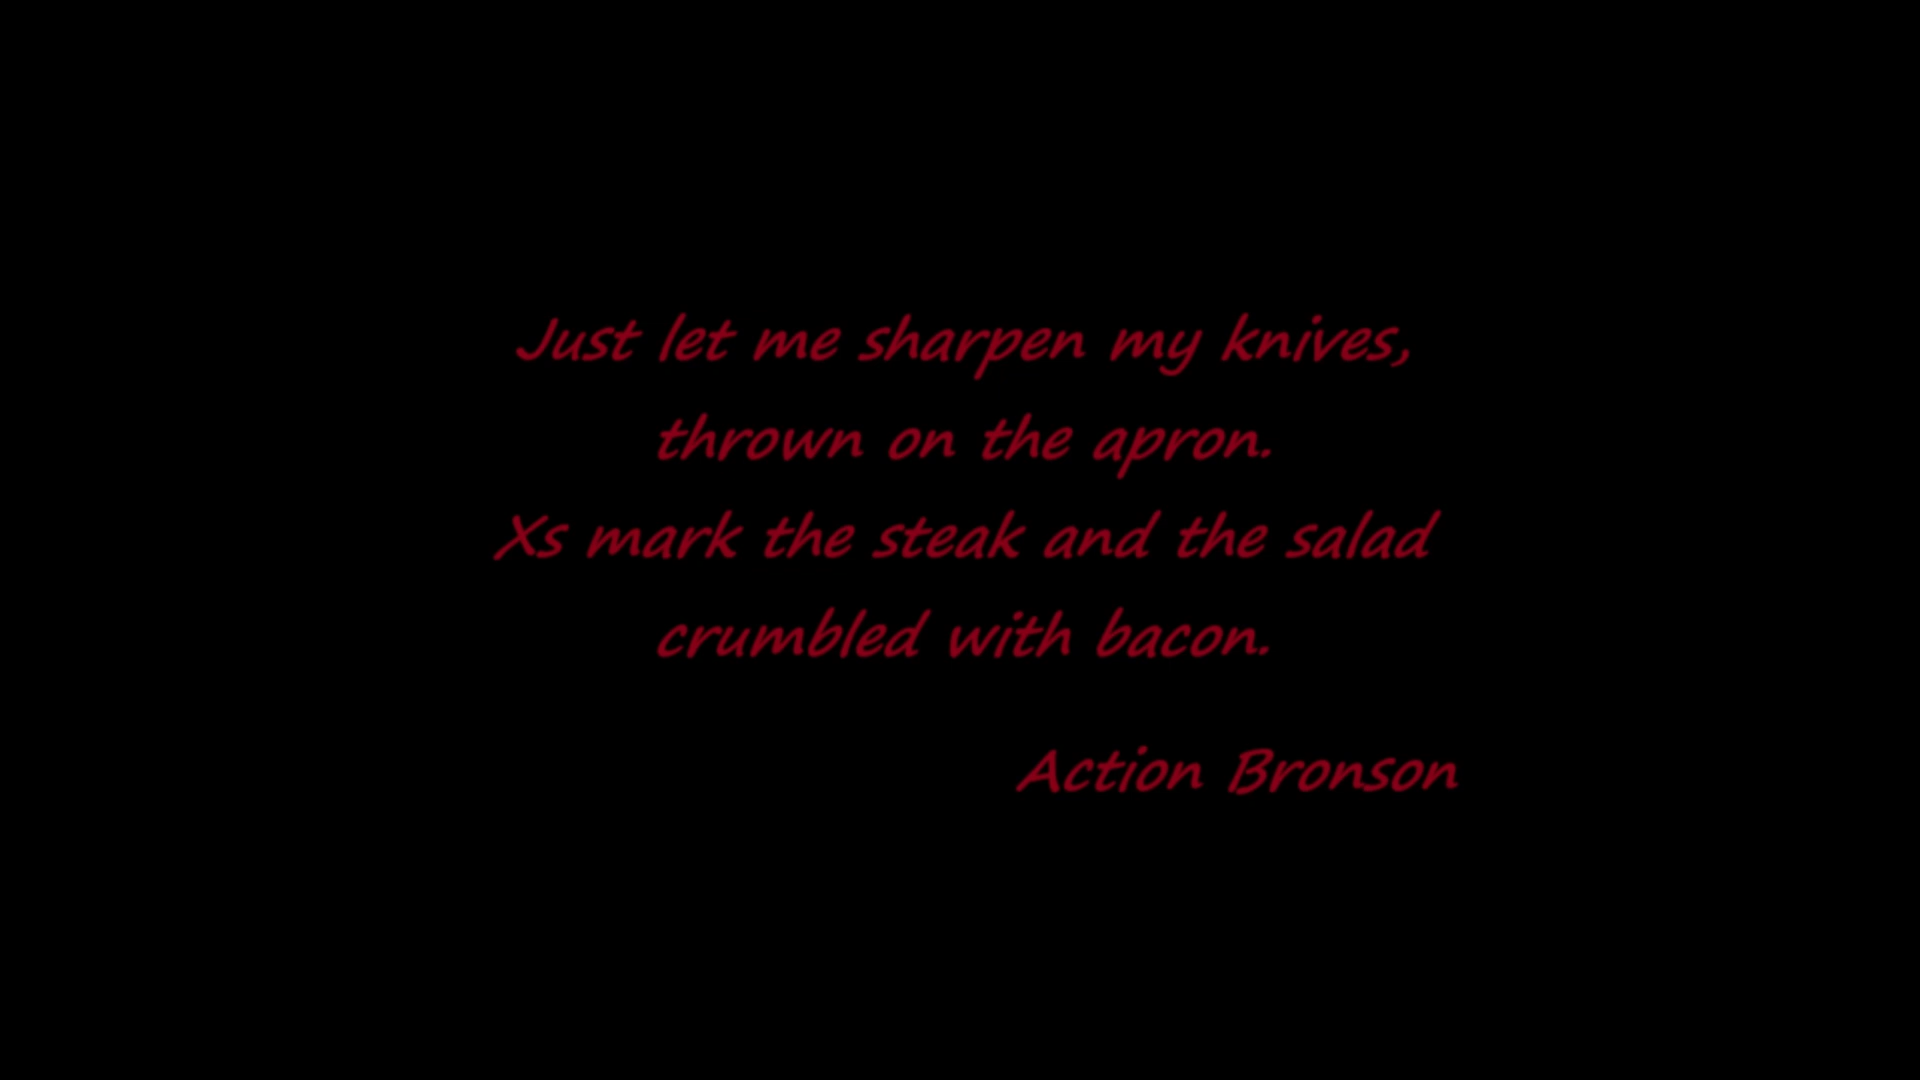 Just let me sharpen my knives,
thrown on the apron.
Xs mark the steak and the salad
crumbled with bacon.
Action Bronson